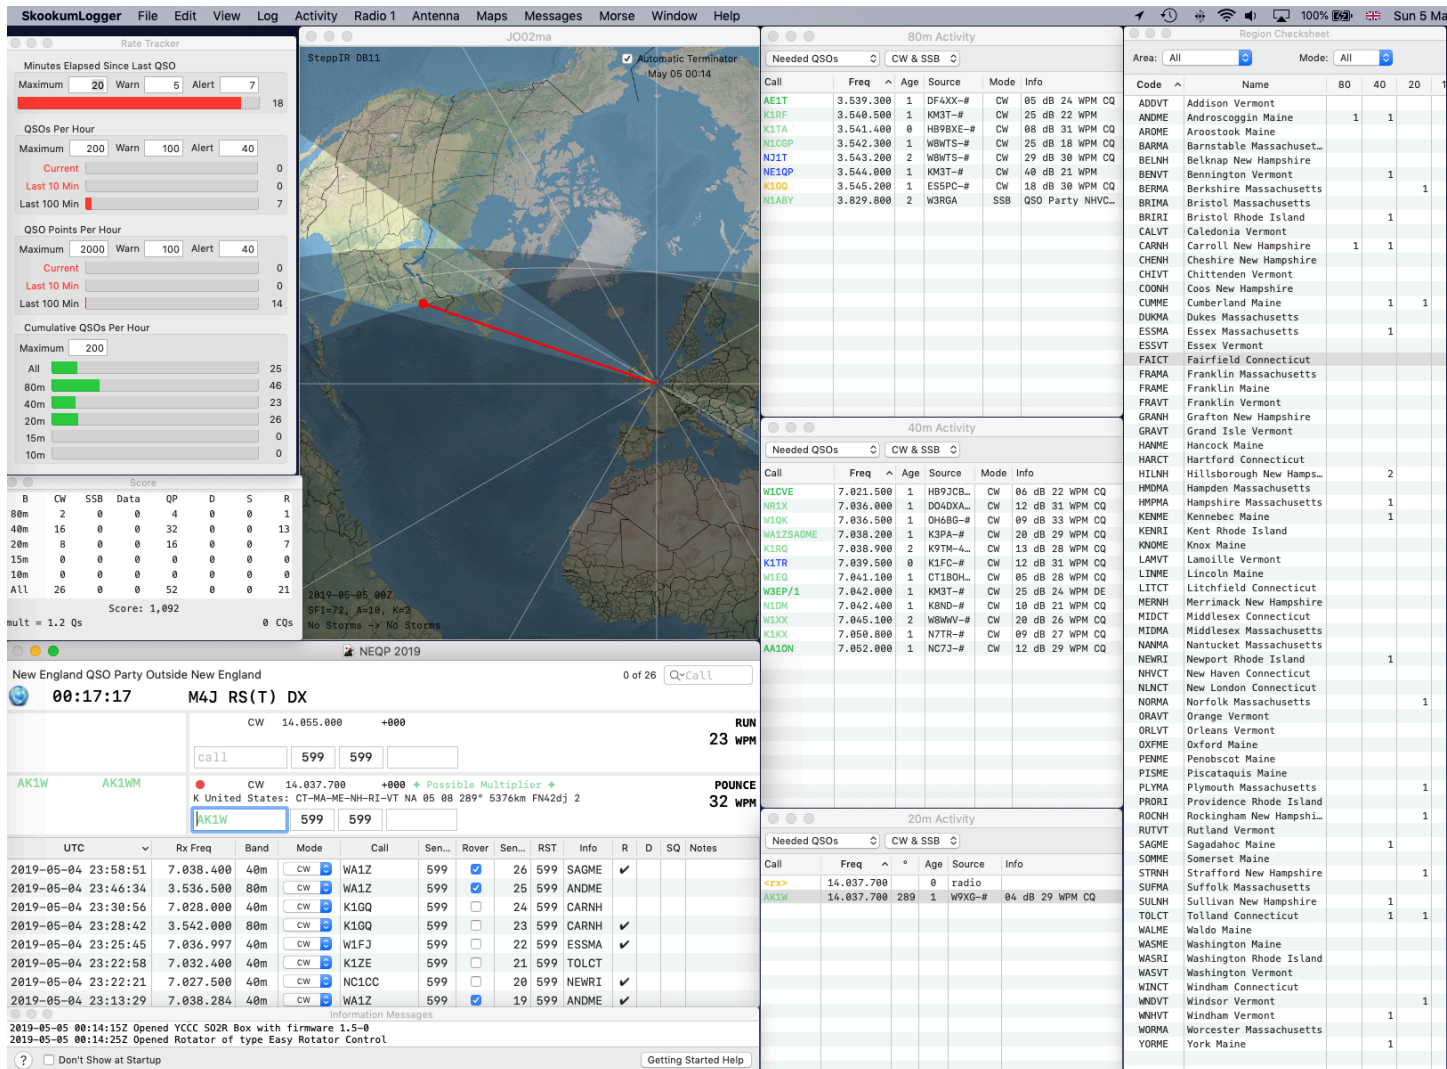 SkookumLogger File Edit View Log Activity Radio 1 Antenna Maps Messages Morse Window Help 100% Sun 5 Ma
Rate Tracker
Minutes Elapsed Since Last QSO
Maximum 20 Warn 5 Alert 7
18
QSOs Per Hour
Maximum 200 Warn 100 Alert 40
Current 0
Last 10 Min 0
Last 100 Min 7
QSO Points Per Hour
Maximum 2000 Warn 100 Alert 40
Current 0
Last 10 Min 0
Last 100 Min 14
Cumulative QSOs Per Hour
Maximum 200
All 25
80m 46
40m 23
20m 26
15m 0
10m 0
Score
B CW SSB Data QP D S R
80m 2 0 0 4 0 0 1
40m 16 0 0 32 0 0 13
20m 8 0 0 16 0 0 7
15m 0 0 0 0 0 0 0
10m 0 0 0 0 0 0 0
All 26 0 0 52 0 0 21
Score: 1,092
mult = 1.2 Qs 0 CQs
JO02ma
SteppIR DB11
Automatic Terminator
May 05 00:14
2019-05-05 00Z
SFI=72, A=10, K=2
No Storms -> No Storms
NEQP 2019
New England QSO Party Outside New England 0 of 26 Call
00:17:17 M4J RS(T) DX
CW 14.055.000 +000 RUN
23 WPM
call 599 599
AK1W AK1WM CW 14.037.700 +000 Possible Multiplier POUNCE
K United States: CT-MA-ME-NH-RI-VT NA 05 08 289° 5376km FN42dj 2
32 WPM
AK1W 599 599
UTC Rx Freq Band Mode Call Sen... Rover Sen... RST Info R D SQ Notes
2019-05-04 23:58:51 7.038.400 40m CW WA1Z 599 ✓ 26 599 SAGME ✓
2019-05-04 23:46:34 3.536.500 80m CW WA1Z 599 ✓ 25 599 ANDME
2019-05-04 23:30:56 7.028.000 40m CW K1GQ 599 24 599 CARNH
2019-05-04 23:28:42 3.542.000 80m CW K1GQ 599 23 599 CARNH ✓
2019-05-04 23:25:45 7.036.997 40m CW W1FJ 599 22 599 ESSMA ✓
2019-05-04 23:22:58 7.032.400 40m CW K1ZE 599 21 599 TOLCT
2019-05-04 23:22:21 7.027.500 40m CW NC1CC 599 20 599 NEWRI ✓
2019-05-04 23:13:29 7.038.284 40m CW WA1Z 599 ✓ 19 599 ANDME ✓
Information Messages
2019-05-05 00:14:15Z Opened YCCC SO2R Box with firmware 1.5-0
2019-05-05 00:14:25Z Opened Rotator of type Easy Rotator Control
? Don't Show at Startup Getting Started Help
80m Activity
Needed QSOs CW & SSB
Call Freq Age Source Mode Info
AE1T 3.539.300 1 DF4XX-# CW 05 dB 24 WPM CQ
K1RF 3.540.500 1 KM3T-# CW 25 dB 22 WPM
K1TA 3.541.400 0 HB9BXE-# CW 08 dB 31 WPM CQ
N1CGP 3.542.300 1 W8WTS-# CW 25 dB 18 WPM CQ
NJ1T 3.543.200 2 W8WTS-# CW 29 dB 30 WPM CQ
NE1QP 3.544.000 1 KM3T-# CW 40 dB 21 WPM
K1GQ 3.545.200 1 ES5PC-# CW 18 dB 30 WPM CQ
N1ABY 3.829.800 2 W3RGA SSB QSO Party NHVC...
40m Activity
Needed QSOs CW & SSB
Call Freq Age Source Mode Info
W1CVE 7.021.500 1 HB9JCB... CW 06 dB 22 WPM CQ
NR1X 7.036.000 1 DO4DXA... CW 12 dB 31 WPM CQ
W1QK 7.036.500 1 OH6BG-# CW 09 dB 33 WPM CQ
WA1ZSAGME 7.038.200 1 K3PA-# CW 20 dB 29 WPM CQ
K1RQ 7.038.900 2 K9TM-4... CW 13 dB 28 WPM CQ
K1TR 7.039.500 0 K1FC-# CW 12 dB 31 WPM CQ
W1EQ 7.041.100 1 CT1BOH... CW 05 dB 28 WPM CQ
W3EP/1 7.042.000 1 KM3T-# CW 25 dB 24 WPM DE
N1DM 7.042.400 1 K8ND-# CW 10 dB 21 WPM CQ
W1XX 7.045.100 2 W8WWV-# CW 20 dB 26 WPM CQ
K1KX 7.050.800 1 N7TR-# CW 09 dB 27 WPM CQ
AA1ON 7.052.000 1 NC7J-# CW 12 dB 29 WPM CQ
20m Activity
Needed QSOs CW & SSB
Call Freq ° Age Source Info
<rx> 14.037.700 0 radio
AK1W 14.037.700 289 1 W9XG-# 04 dB 29 WPM CQ
Region Checksheet
Area: All Mode: All
Code Name 80 40 20 1
ADDVT Addison Vermont
ANDME Androscoggin Maine 1 1
AROME Aroostook Maine
BARMA Barnstable Massachuset...
BELNH Belknap New Hampshire
BENVT Bennington Vermont 1
BERMA Berkshire Massachusetts 1
BRIMA Bristol Massachusetts
BRIRI Bristol Rhode Island 1
CALVT Caledonia Vermont
CARNH Carroll New Hampshire 1 1
CHENH Cheshire New Hampshire
CHIVT Chittenden Vermont
COONH Coos New Hampshire
CUMME Cumberland Maine 1 1
DUKMA Dukes Massachusetts
ESSMA Essex Massachusetts 1
ESSVT Essex Vermont
FAICT Fairfield Connecticut
FRAMA Franklin Massachusetts
FRAME Franklin Maine
FRAVT Franklin Vermont
GRANH Grafton New Hampshire
GRAVT Grand Isle Vermont
HANME Hancock Maine
HARCT Hartford Connecticut
HILNH Hillsborough New Hamps... 2
HMDMA Hampden Massachusetts
HMPMA Hampshire Massachusetts 1
KENME Kennebec Maine 1
KENRI Kent Rhode Island
KNOME Knox Maine
LAMVT Lamoille Vermont
LINME Lincoln Maine
LITCT Litchfield Connecticut
MERNH Merrimack New Hampshire
MIDCT Middlesex Connecticut
MIDMA Middlesex Massachusetts
NANMA Nantucket Massachusetts
NEWRI Newport Rhode Island 1
NHVCT New Haven Connecticut
NLNCT New London Connecticut
NORMA Norfolk Massachusetts 1
ORAVT Orange Vermont
ORLVT Orleans Vermont
OXFME Oxford Maine
PENME Penobscot Maine
PISME Piscataquis Maine
PLYMA Plymouth Massachusetts 1
PRORI Providence Rhode Island
ROCNH Rockingham New Hampshi... 1
RUTVT Rutland Vermont
SAGME Sagadahoc Maine 1
SOMME Somerset Maine
STRNH Strafford New Hampshire 1
SUFMA Suffolk Massachusetts
SULNH Sullivan New Hampshire 1
TOLCT Tolland Connecticut 1 1
WALME Waldo Maine
WASME Washington Maine
WASRI Washington Rhode Island
WASVT Washington Vermont
WINCT Windham Connecticut
WNDVT Windsor Vermont 1
WNHVT Windham Vermont 1
WORMA Worcester Massachusetts
YORME York Maine 1